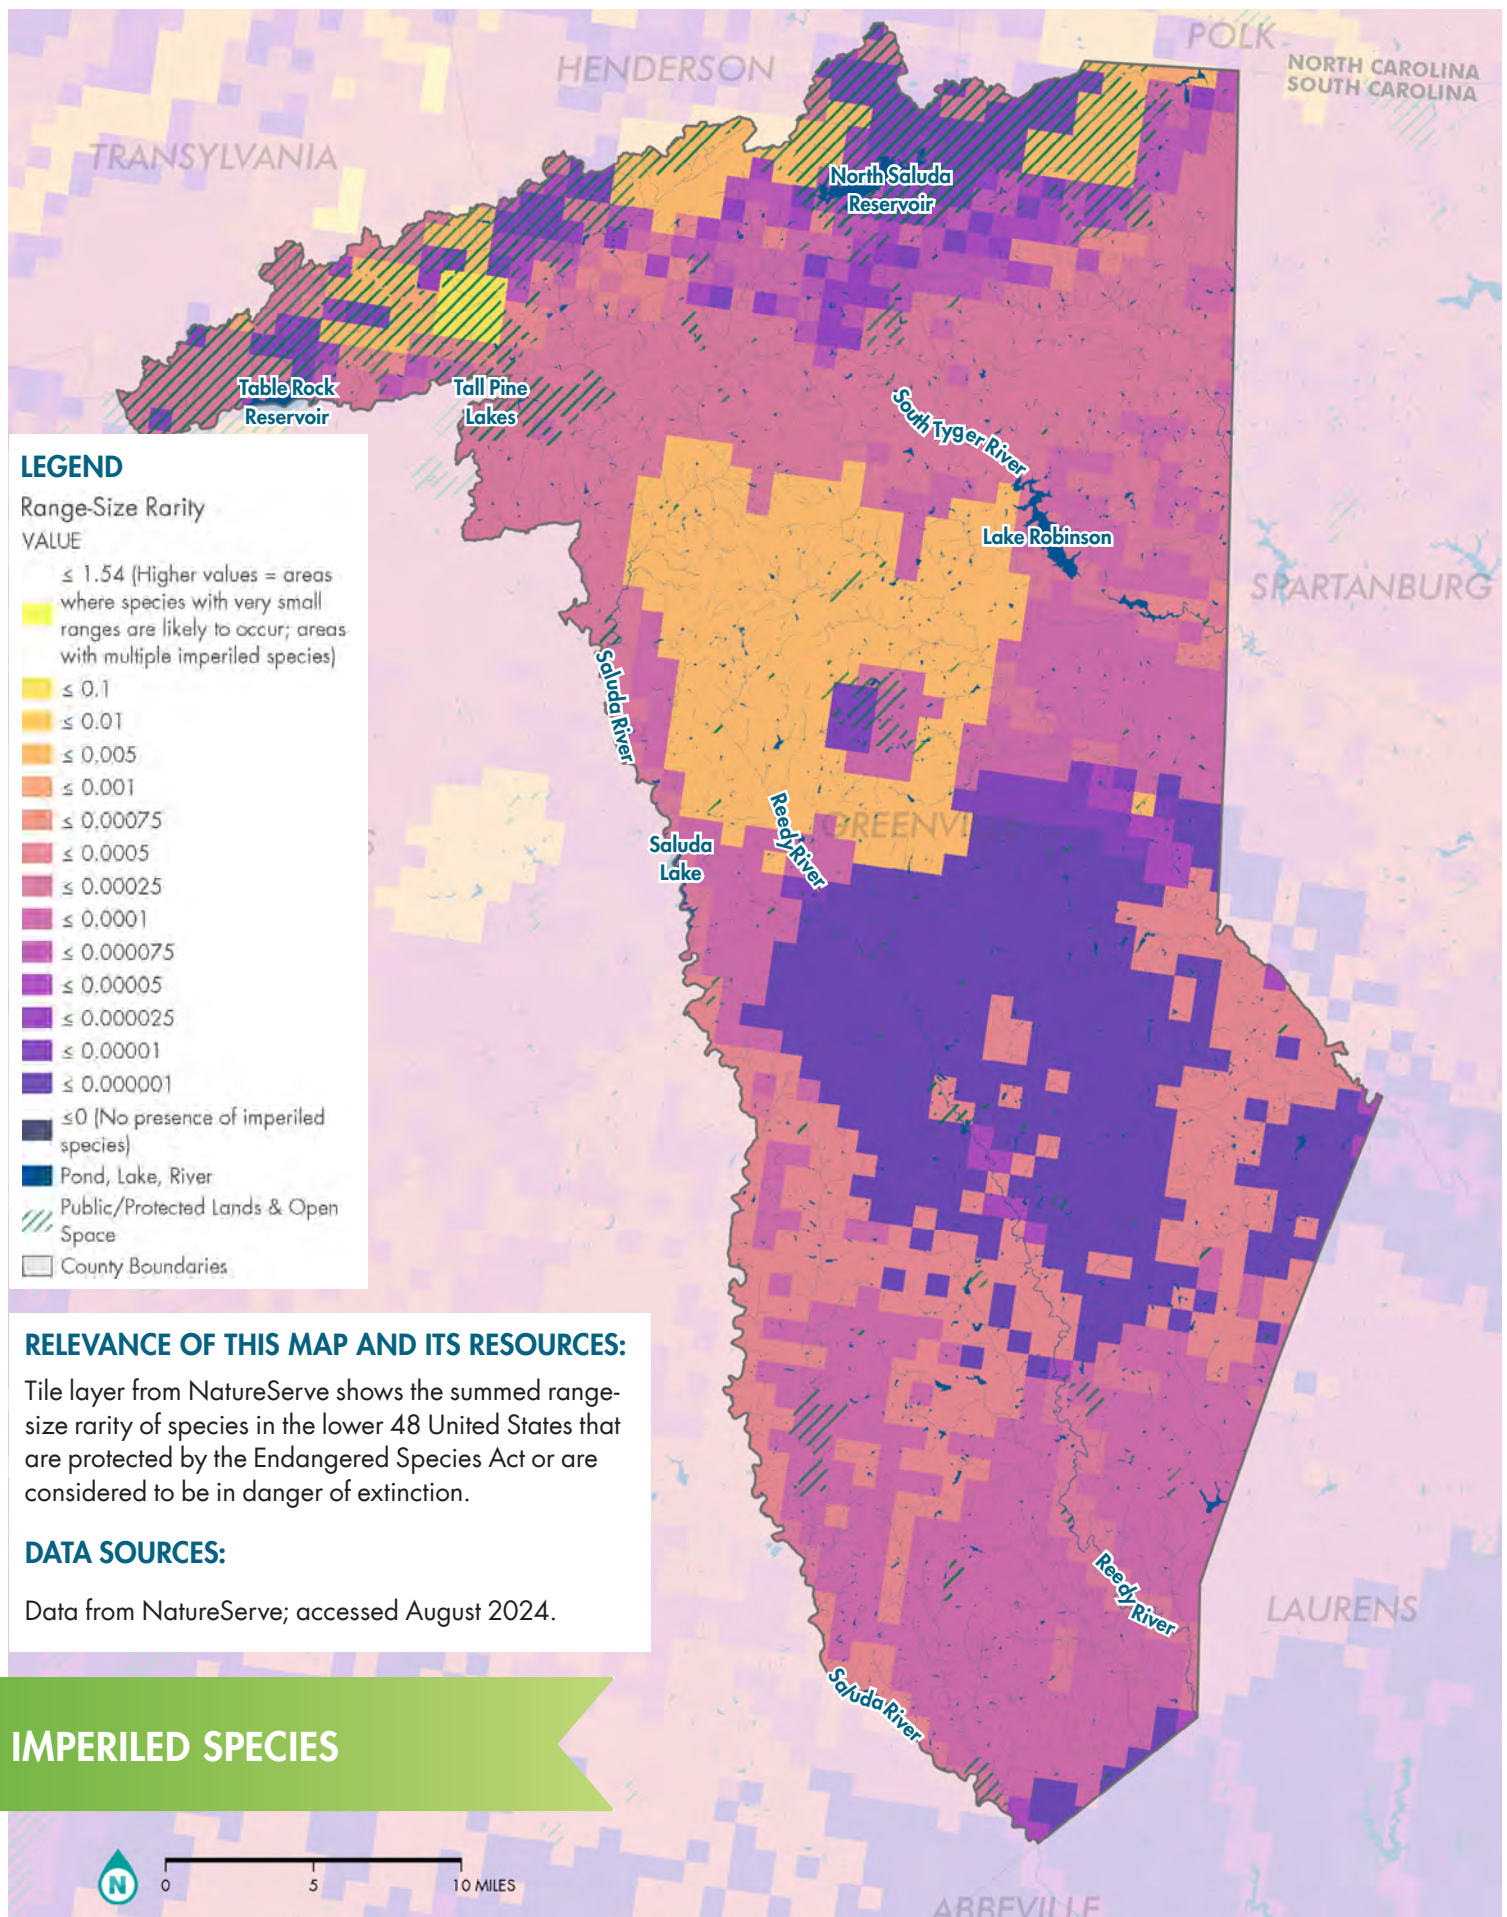 HENDERSON
POLK
NORTH CAROLINA
SOUTH CAROLINA
TRANSYLVANIA
North Saluda
Reservoir
Table Rock
Reservoir
Tall Pine
Lakes
South Tyger River
Lake Robinson
SPARTANBURG
Saluda River
Reedy River
GREENVILLE
Saluda
Lake
LEGEND
Range-Size Rarity
VALUE
≤ 1.54 (Higher values = areas
where species with very small
ranges are likely to occur; areas
with multiple imperiled species)
≤ 0.1
≤ 0.01
≤ 0.005
≤ 0.001
≤ 0.00075
≤ 0.0005
≤ 0.00025
≤ 0.0001
≤ 0.000075
≤ 0.00005
≤ 0.000025
≤ 0.00001
≤ 0.000001
≤0 (No presence of imperiled
species)
Pond, Lake, River
Public/Protected Lands & Open
Space
County Boundaries
RELEVANCE OF THIS MAP AND ITS RESOURCES:
Tile layer from NatureServe shows the summed range-
size rarity of species in the lower 48 United States that
are protected by the Endangered Species Act or are
considered to be in danger of extinction.
DATA SOURCES:
Data from NatureServe; accessed August 2024.
Reedy River
LAURENS
Saluda River
IMPERILED SPECIES
N
0 5 10 MILES
ABBEVILLE